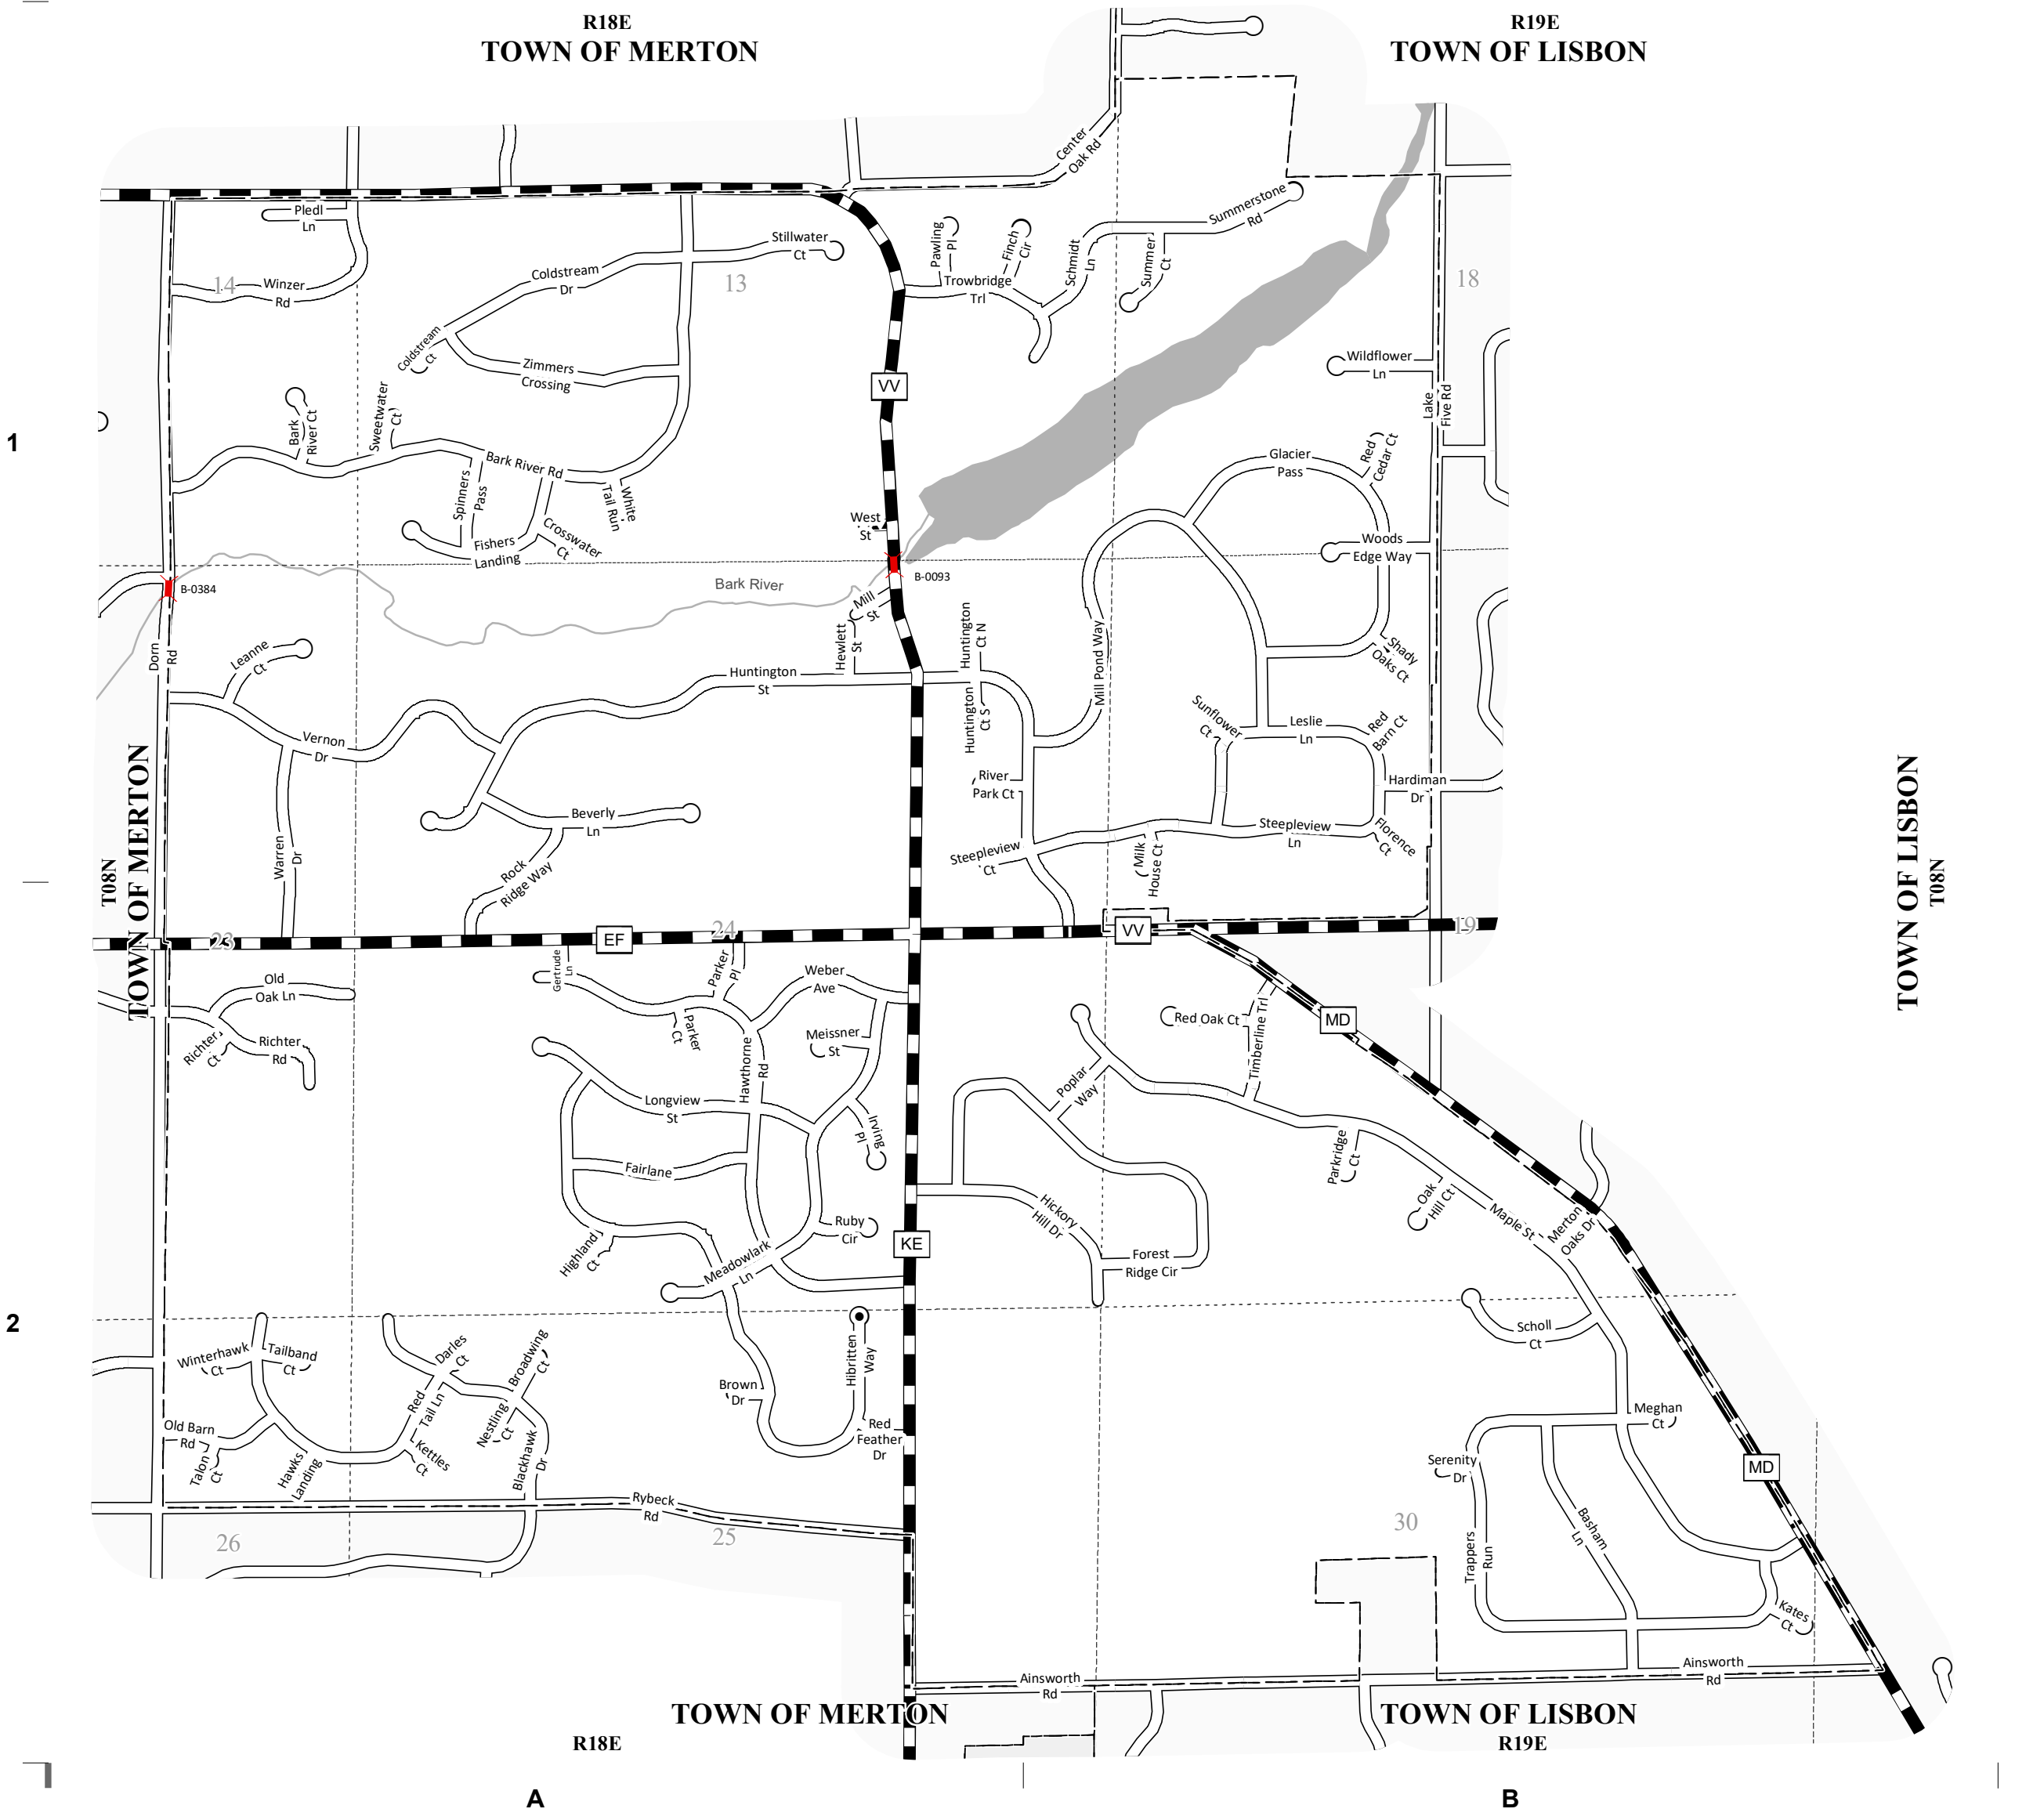 R18E
TOWN OF MERTON
R19E
TOWN OF LISBON
Center
Oak Rd
Pledl
Ln
Winzer
Rd
14
13
18
Stillwater
Ct
Coldstream
Dr
Coldstream
Ct
Zimmers
Crossing
Pawling
Pl
Finch
Cir
Trowbridge
Trl
Schmidt
Ln
Summer
Ct
Summerstone
Rd
VV
Wildflower
Ln
Lake
Five Rd
Bark
River Ct
Sweetwater
Ct
1
Bark River Rd
Spinners
Pass
White
Tail Run
Crosswater
Ct
Fishers
Landing
West
St
Glacier
Pass
Red
Cedar Ct
Woods
Edge Way
B-0384
Bark River
B-0093
Mill
St
Hewlett
St
Huntington
Ct N
Huntington
Ct S
Mill Pond Way
Shady
Oaks Ct
Dorn
Rd
Leanne
Ct
Huntington
St
Vernon
Dr
Sunflower
Ct
Leslie
Ln
Red
Barn Ct
River
Park Ct
Hardiman
Dr
Beverly
Ln
Warren
Dr
Rock
Ridge Way
Steepleview
Ct
Milk
House Ct
Steepleview
Ln
Florence
Ct
T08N
TOWN OF MERTON
TOWN OF LISBON
T08N
23
EF
24
VV
19
Old
Oak Ln
Richter
Ct
Richter
Rd
Gertrude
Ln
Parker
Pl
Parker
Ct
Weber
Ave
Meissner
St
Hawthorne
Rd
Longview
St
Irving
Pl
Fairlane
Highland
Ct
Meadowlark
Ln
Ruby
Cir
KE
Red Oak Ct
Timberline Trl
MD
Poplar
Way
Parkridge
Ct
Oak
Hill Ct
Maple St
Merton
Oaks Dr
Hickory
Hill Dr
Forest
Ridge Cir
2
Winterhawk
Ct
Tailband
Ct
Darles
Ct
Broadwing
Ct
Red
Tail Ln
Nestling
Ct
Old Barn
Rd
Talon
Ct
Hawks
Landing
Kettles
Ct
Blackhawk
Dr
Brown
Dr
Hibritten
Way
Red
Feather
Dr
Scholl
Ct
Meghan
Ct
Serenity
Dr
MD
Rybeck
Rd
26
25
30
Trappers
Run
Basham
Ln
Kates
Ct
Ainsworth
Rd
Ainsworth
Rd
TOWN OF MERTON
TOWN OF LISBON
R18E
R19E
A
B